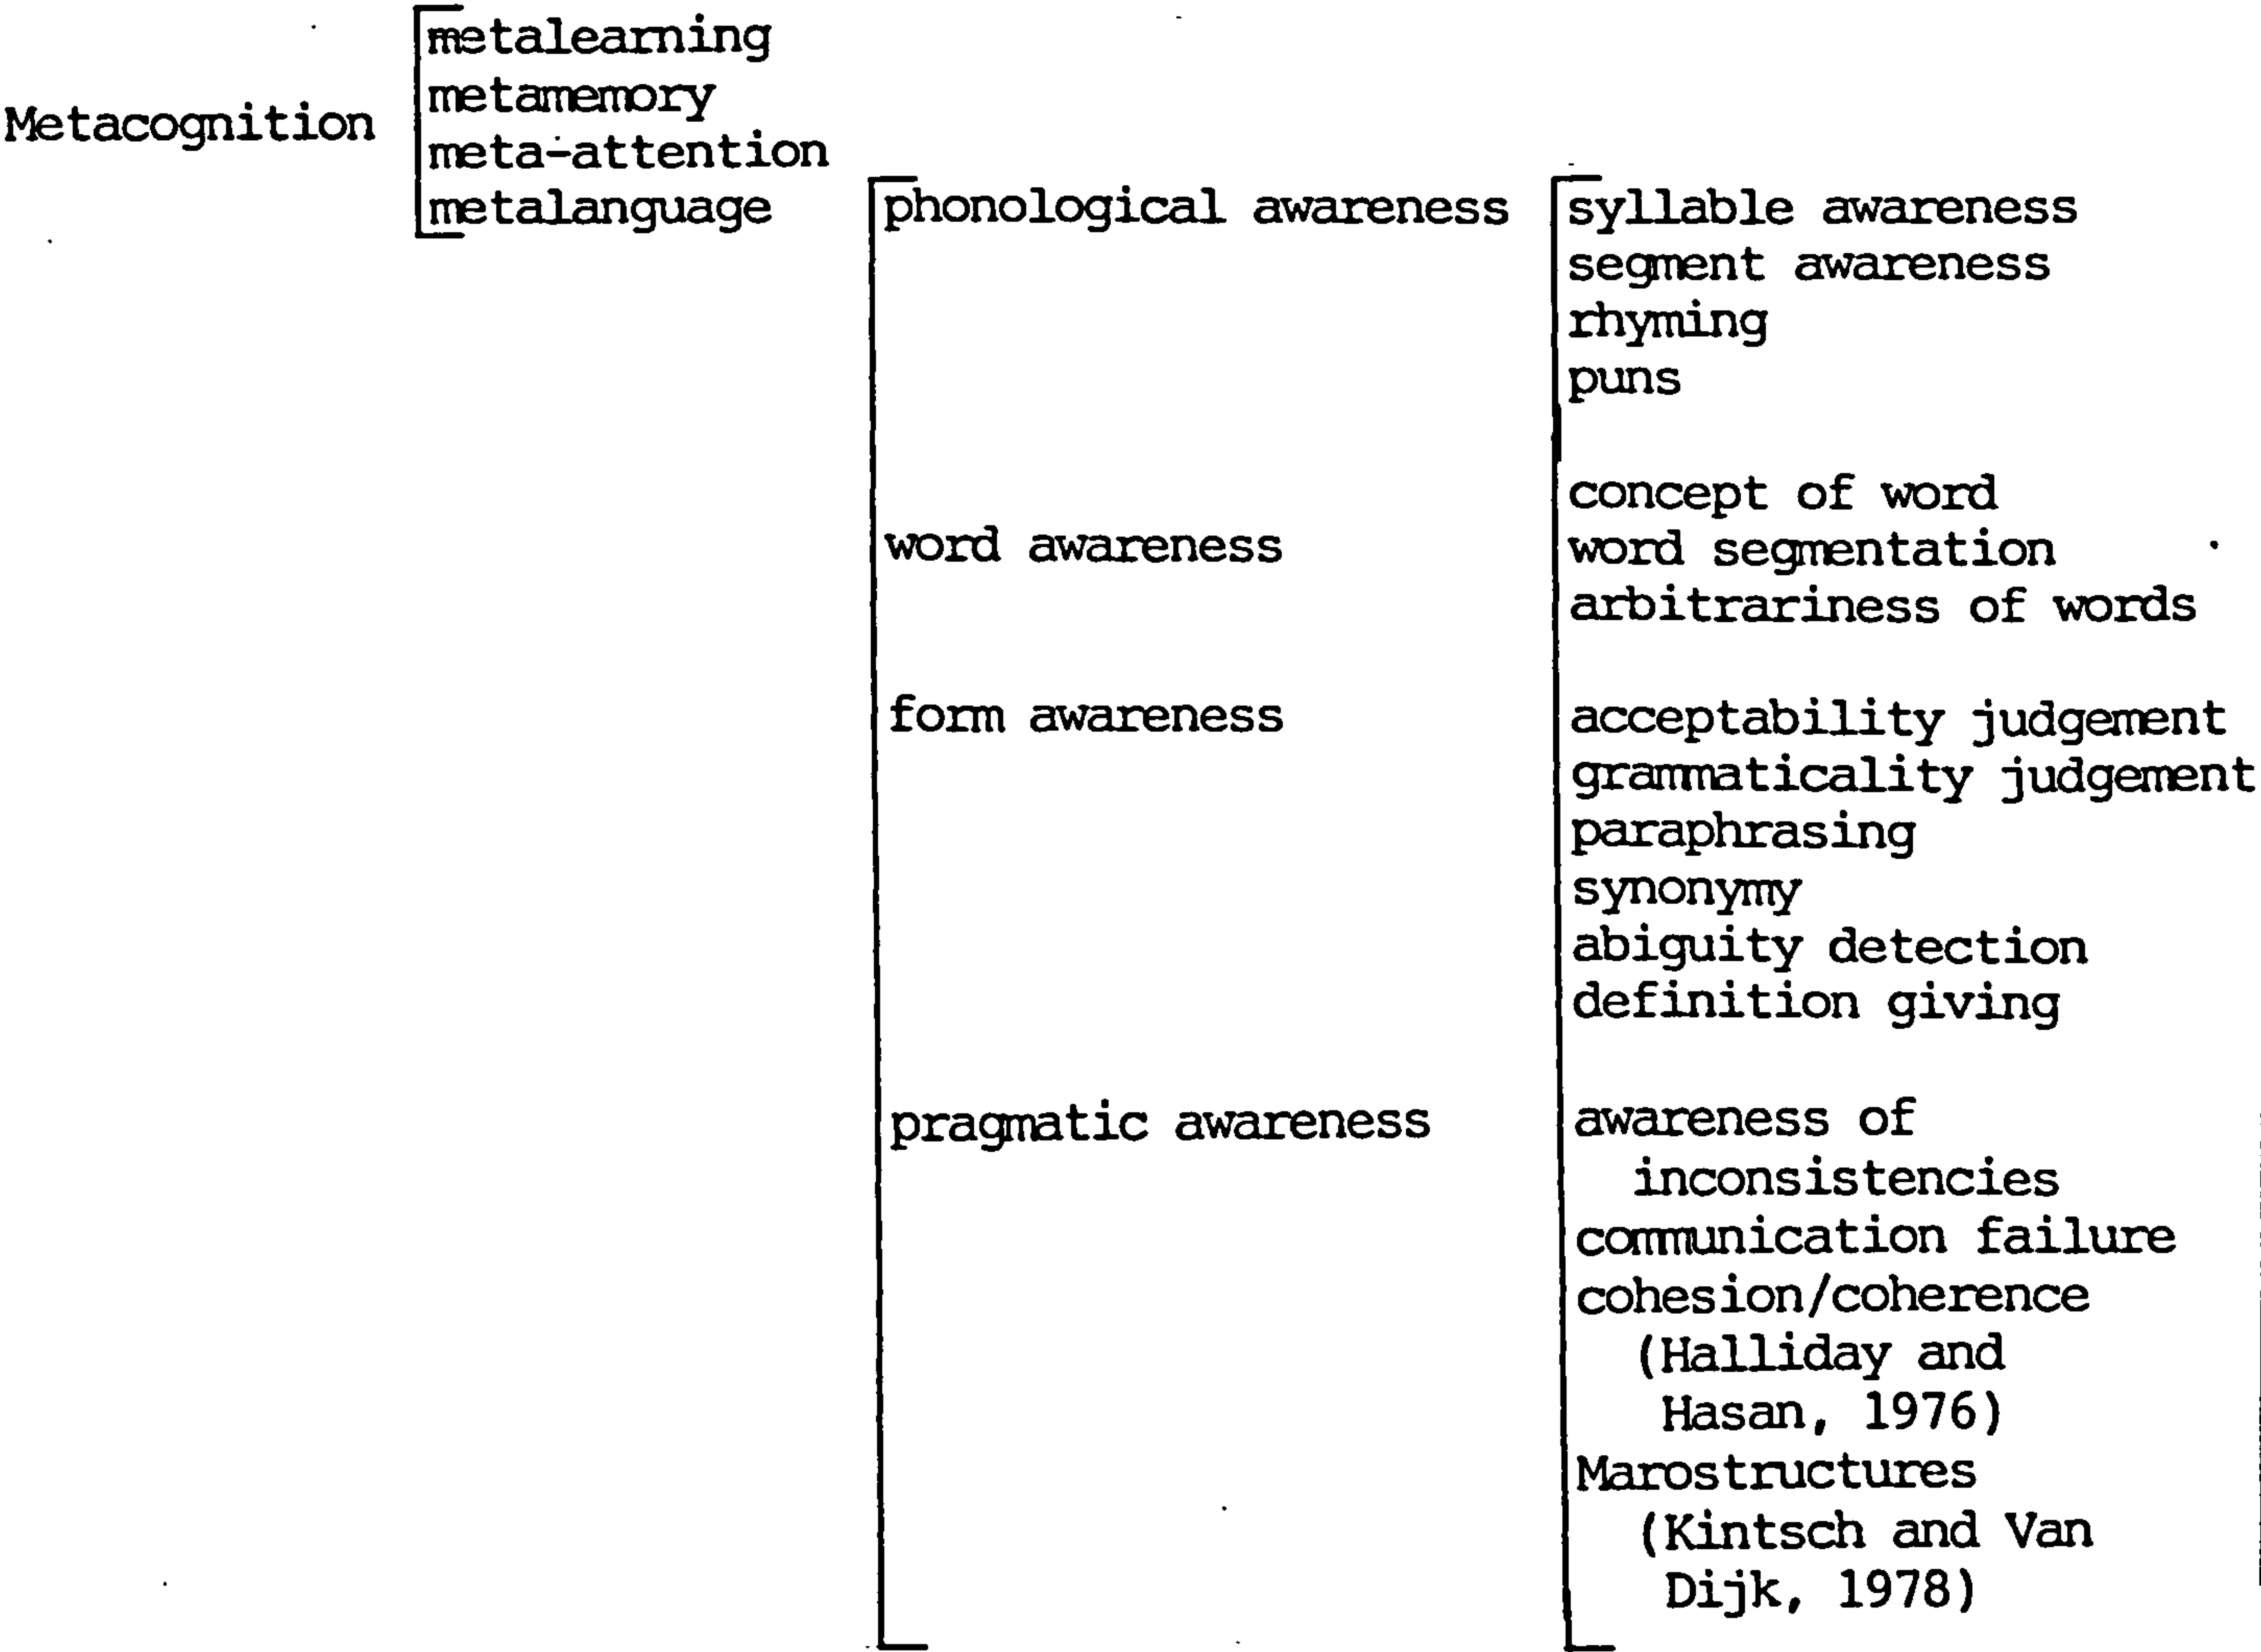 Metacognition
metalearning
metamemory
meta-attention
metalanguage
phonological awareness
word awareness
form awareness
pragmatic awareness
syllable awareness
segment awareness
rhyming
puns
concept of word
word segmentation
arbitrariness of words
acceptability judgement
grammaticality judgement
paraphrasing
synonymy
abiguity detection
definition giving
awareness of
inconsistencies
communication failure
cohesion/coherence
(Halliday and
Hasan, 1976)
Marostructures
(Kintsch and Van
Dijk, 1978)